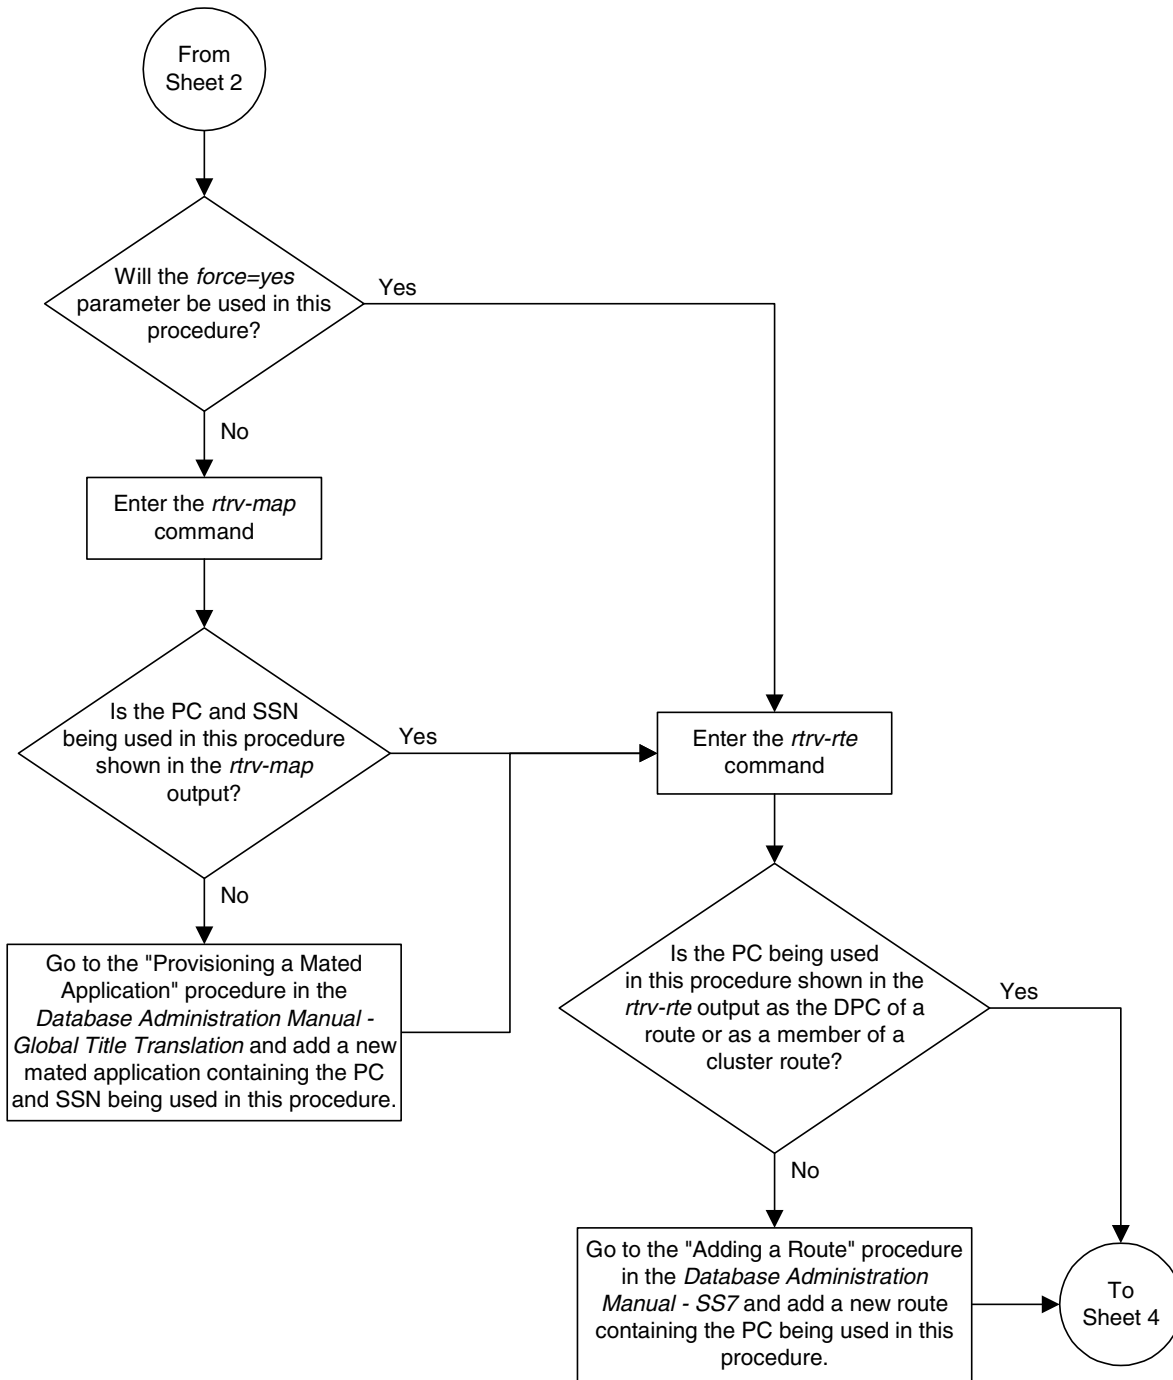 From
Sheet 2
Will the force=yes
parameter be used in this
procedure?
Yes
No
Enter the rtrv-map
command
Is the PC and SSN
being used in this procedure
shown in the rtrv-map
output?
Yes
No
Go to the "Provisioning a Mated
Application" procedure in the
Database Administration Manual -
Global Title Translation and add a new
mated application containing the PC
and SSN being used in this procedure.
Enter the rtrv-rte
command
Is the PC being used
in this procedure shown in the
rtrv-rte output as the DPC of a
route or as a member of a
cluster route?
Yes
No
Go to the "Adding a Route" procedure
in the Database Administration
Manual - SS7 and add a new route
containing the PC being used in this
procedure.
To
Sheet 4